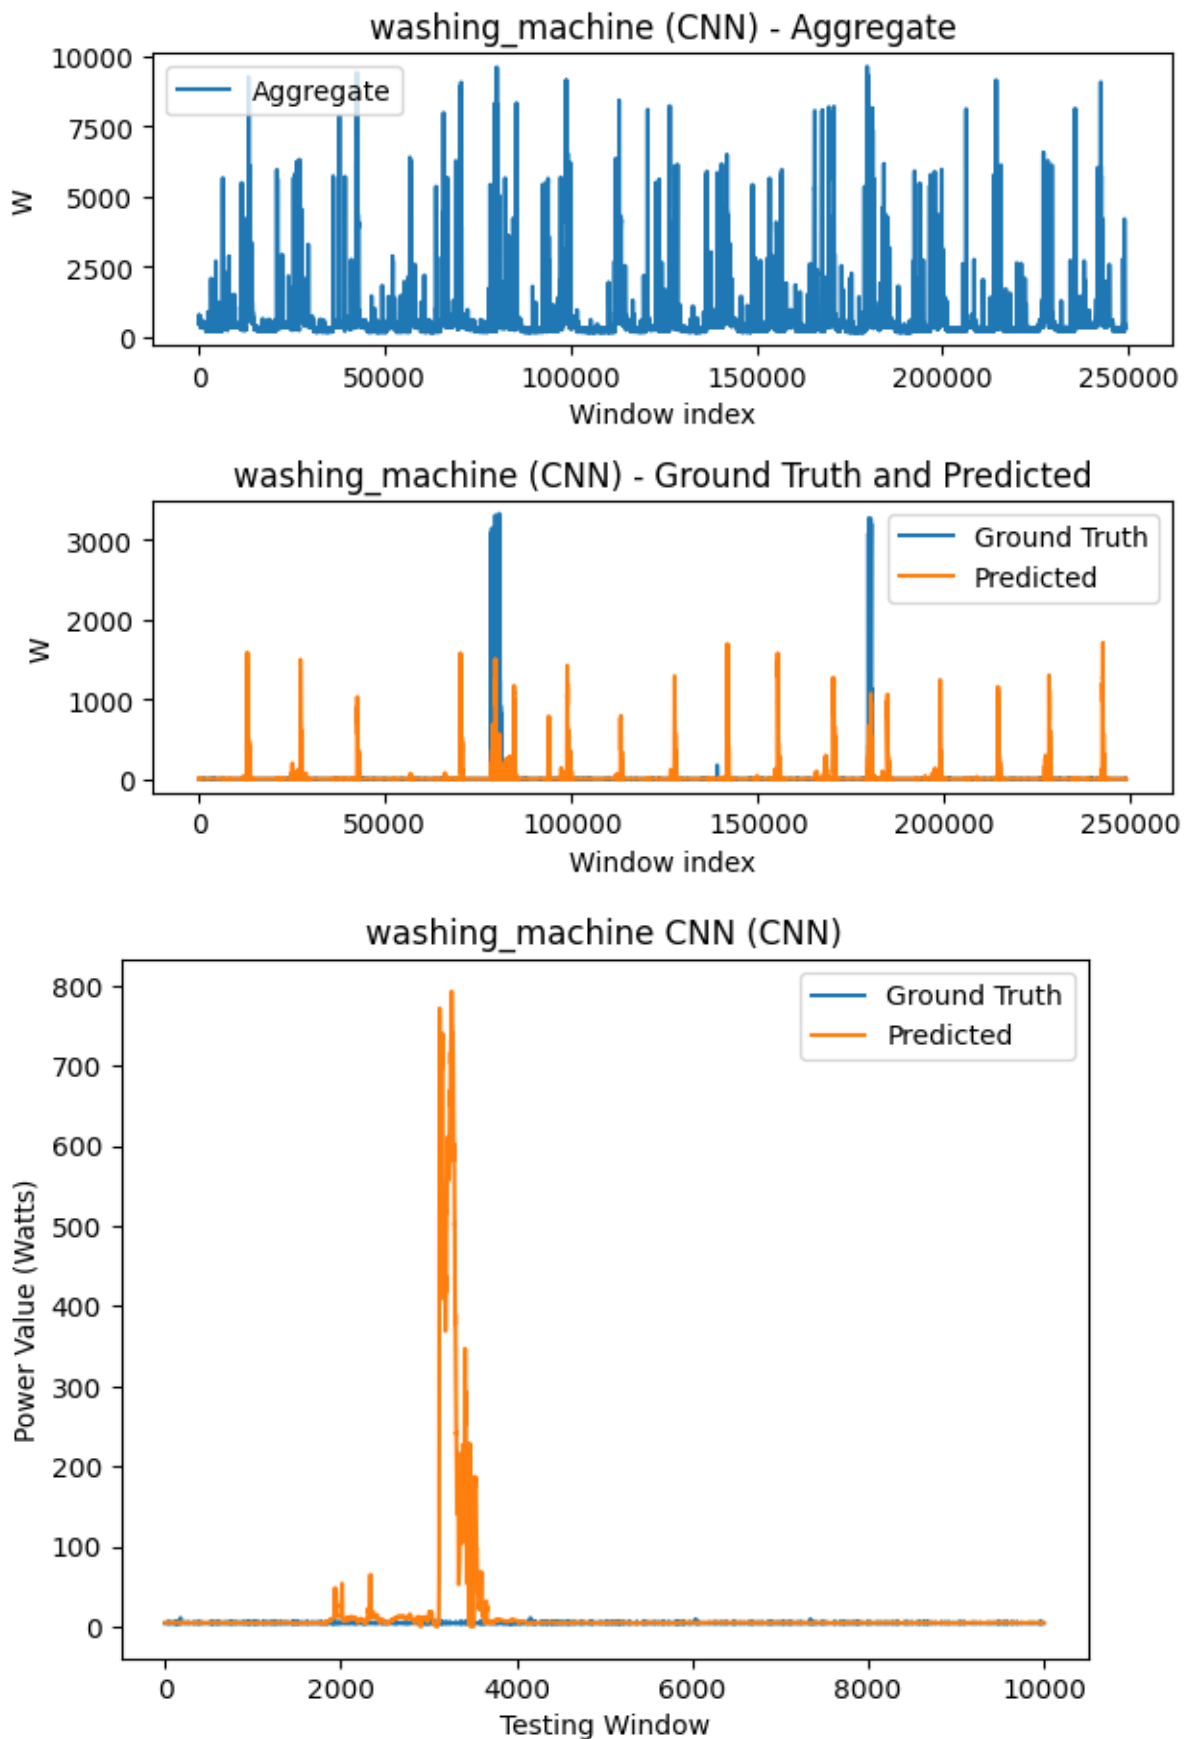 washing_machine (CNN) - Aggregate
10000
7500
5000
2500
0
W
Aggregate
0 50000 100000 150000 200000 250000
Window index
washing_machine (CNN) - Ground Truth and Predicted
3000
2000
1000
0
W
Ground Truth
Predicted
0 50000 100000 150000 200000 250000
Window index
washing_machine CNN (CNN)
800
700
600
500
400
300
200
100
0
Power Value (Watts)
Ground Truth
Predicted
0 2000 4000 6000 8000 10000
Testing Window